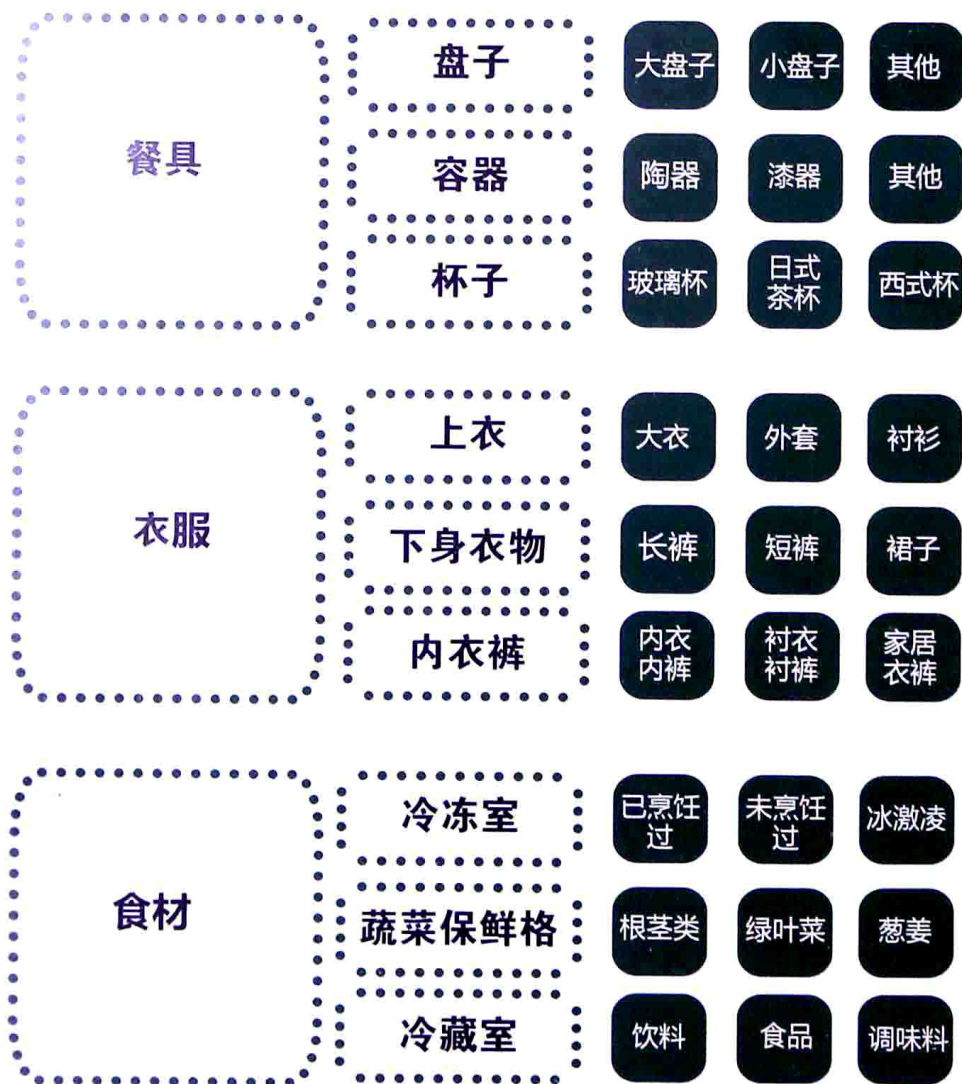 餐具
盘子
大盘子
小盘子
其他
容器
陶器
漆器
其他
杯子
玻璃杯
日式
茶杯
西式杯
衣服
上衣
大衣
外套
衬衫
下身衣物
长裤
短裤
裙子
内衣裤
内衣
内裤
衬衣
衬裤
家居
衣裤
食材
冷冻室
已烹饪
过
未烹饪
过
冰激凌
蔬菜保鲜格
根茎类
绿叶菜
葱姜
冷藏室
饮料
食品
调味料